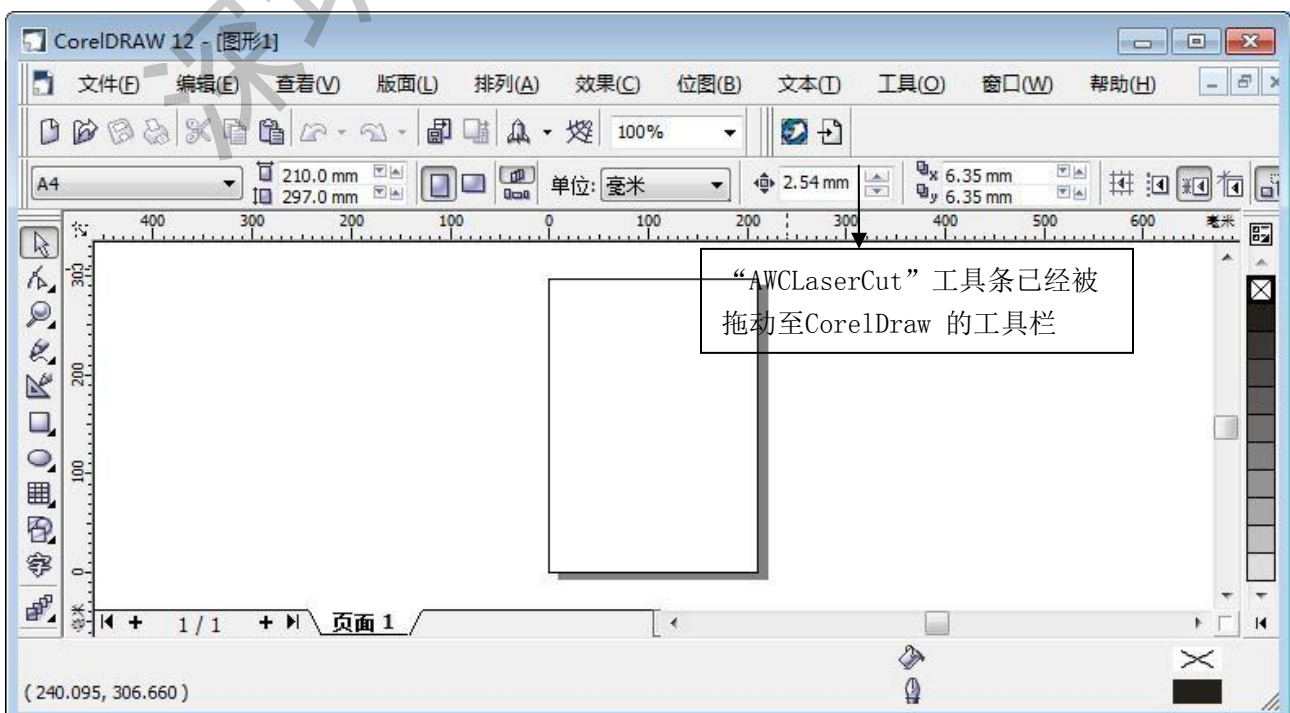 CorelDRAW 12 - [图形1]
文件(F) 编辑(E) 查看(V) 版面(L) 排列(A) 效果(C) 位图(B) 文本(T) 工具(O) 窗口(W) 帮助(H)
100%
A4 210.0 mm 297.0 mm 单位: 毫米 2.54 mm x 6.35 mm y 6.35 mm
400 300 200 100 0 100 200 300 400 500 600 毫米
300
200
100
0
毫米
“AWCLaserCut”工具条已经被
拖动至CorelDraw 的工具栏
字
1 / 1 页面 1
( 240.095, 306.660 )